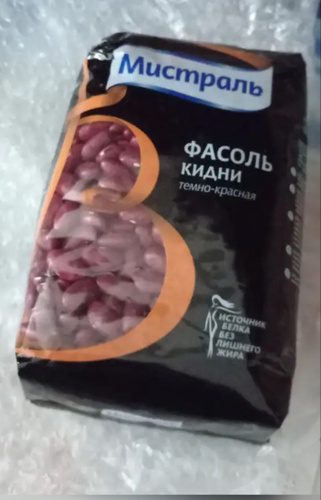 Мистраль
ФАСОЛЬ
КИДНИ
темно-красная
ИСТОЧНИК
БЕЛКА
БЕЗ
ЛИШНЕГО
ЖИРА